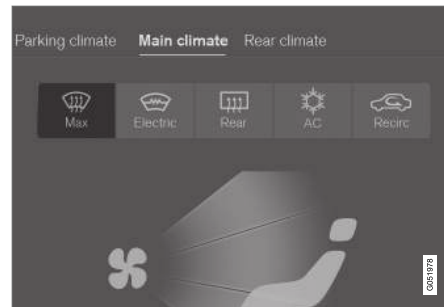 Parking climate Main climate Rear climate
Max Electric Rear AC Recirc
G051978